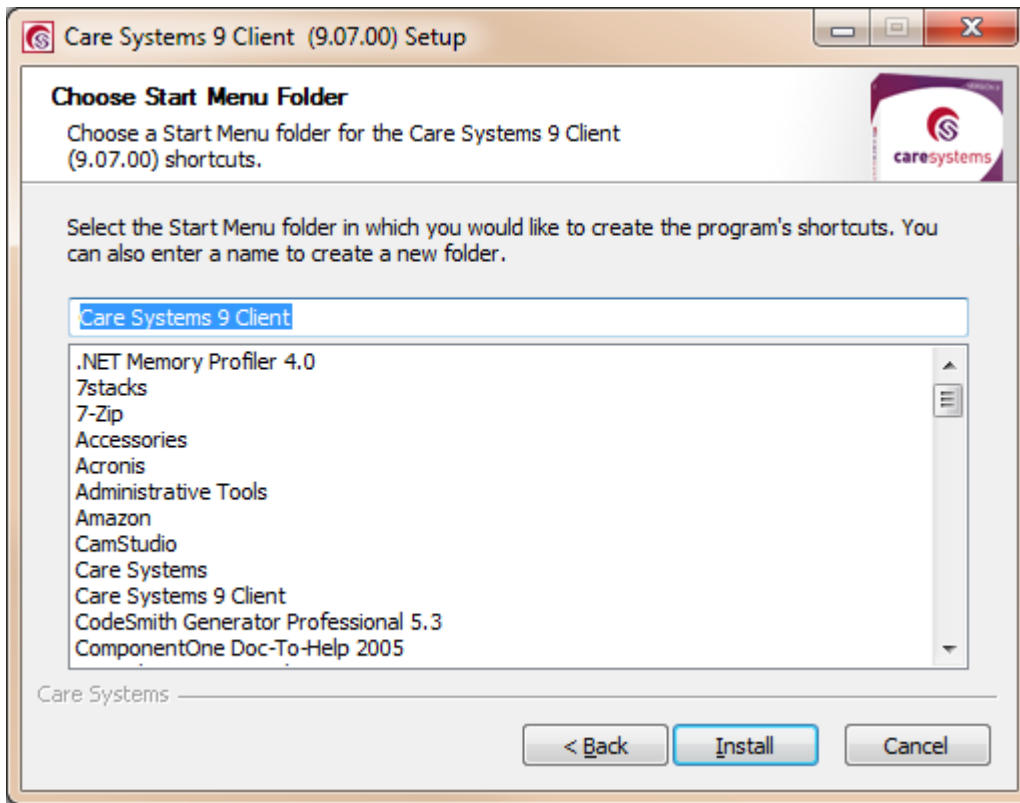 Care Systems 9 Client  (9.07.00) Setup
Choose Start Menu Folder
Choose a Start Menu folder for the Care Systems 9 Client
(9.07.00) shortcuts.
caresystems
Select the Start Menu folder in which you would like to create the program's shortcuts. You
can also enter a name to create a new folder.
Care Systems 9 Client
.NET Memory Profiler 4.0
7stacks
7-Zip
Accessories
Acronis
Administrative Tools
Amazon
CamStudio
Care Systems
Care Systems 9 Client
CodeSmith Generator Professional 5.3
ComponentOne Doc-To-Help 2005
Care Systems
< Back
Install
Cancel